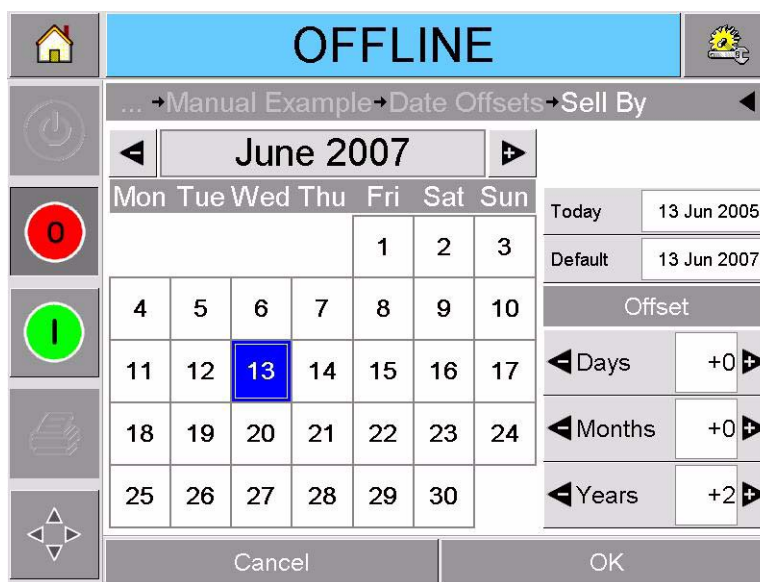 OFFLINE
... →Manual Example→Date Offsets→Sell By
June 2007
Mon Tue Wed Thu Fri Sat Sun
1 2 3
4 5 6 7 8 9 10
11 12 13 14 15 16 17
18 19 20 21 22 23 24
25 26 27 28 29 30
Today 13 Jun 2005
Default 13 Jun 2007
Offset
Days +0
Months +0
Years +2
0
I
Cancel OK